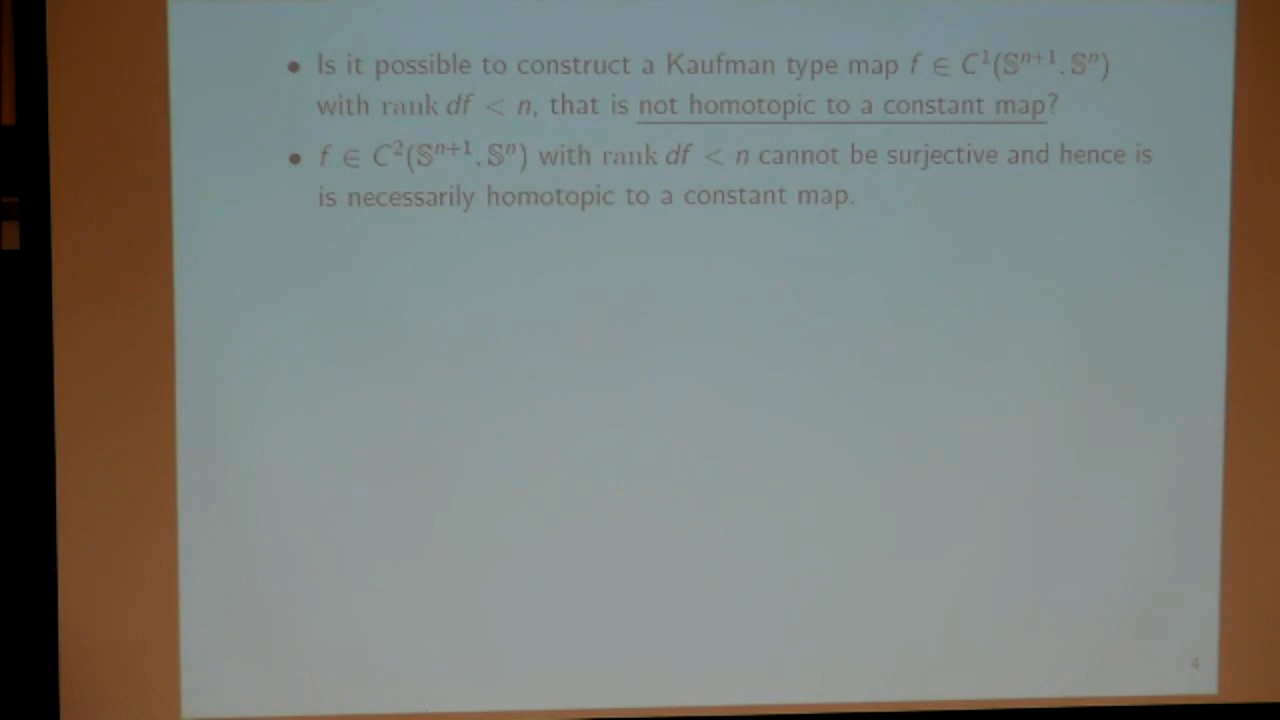 • Is it possible to construct a Kaufman type map f ∈ C¹(𝕊ⁿ⁺¹, 𝕊ⁿ)
with rank df < n, that is not homotopic to a constant map?
• f ∈ C²(𝕊ⁿ⁺¹, 𝕊ⁿ) with rank df < n cannot be surjective and hence is
is necessarily homotopic to a constant map.
4